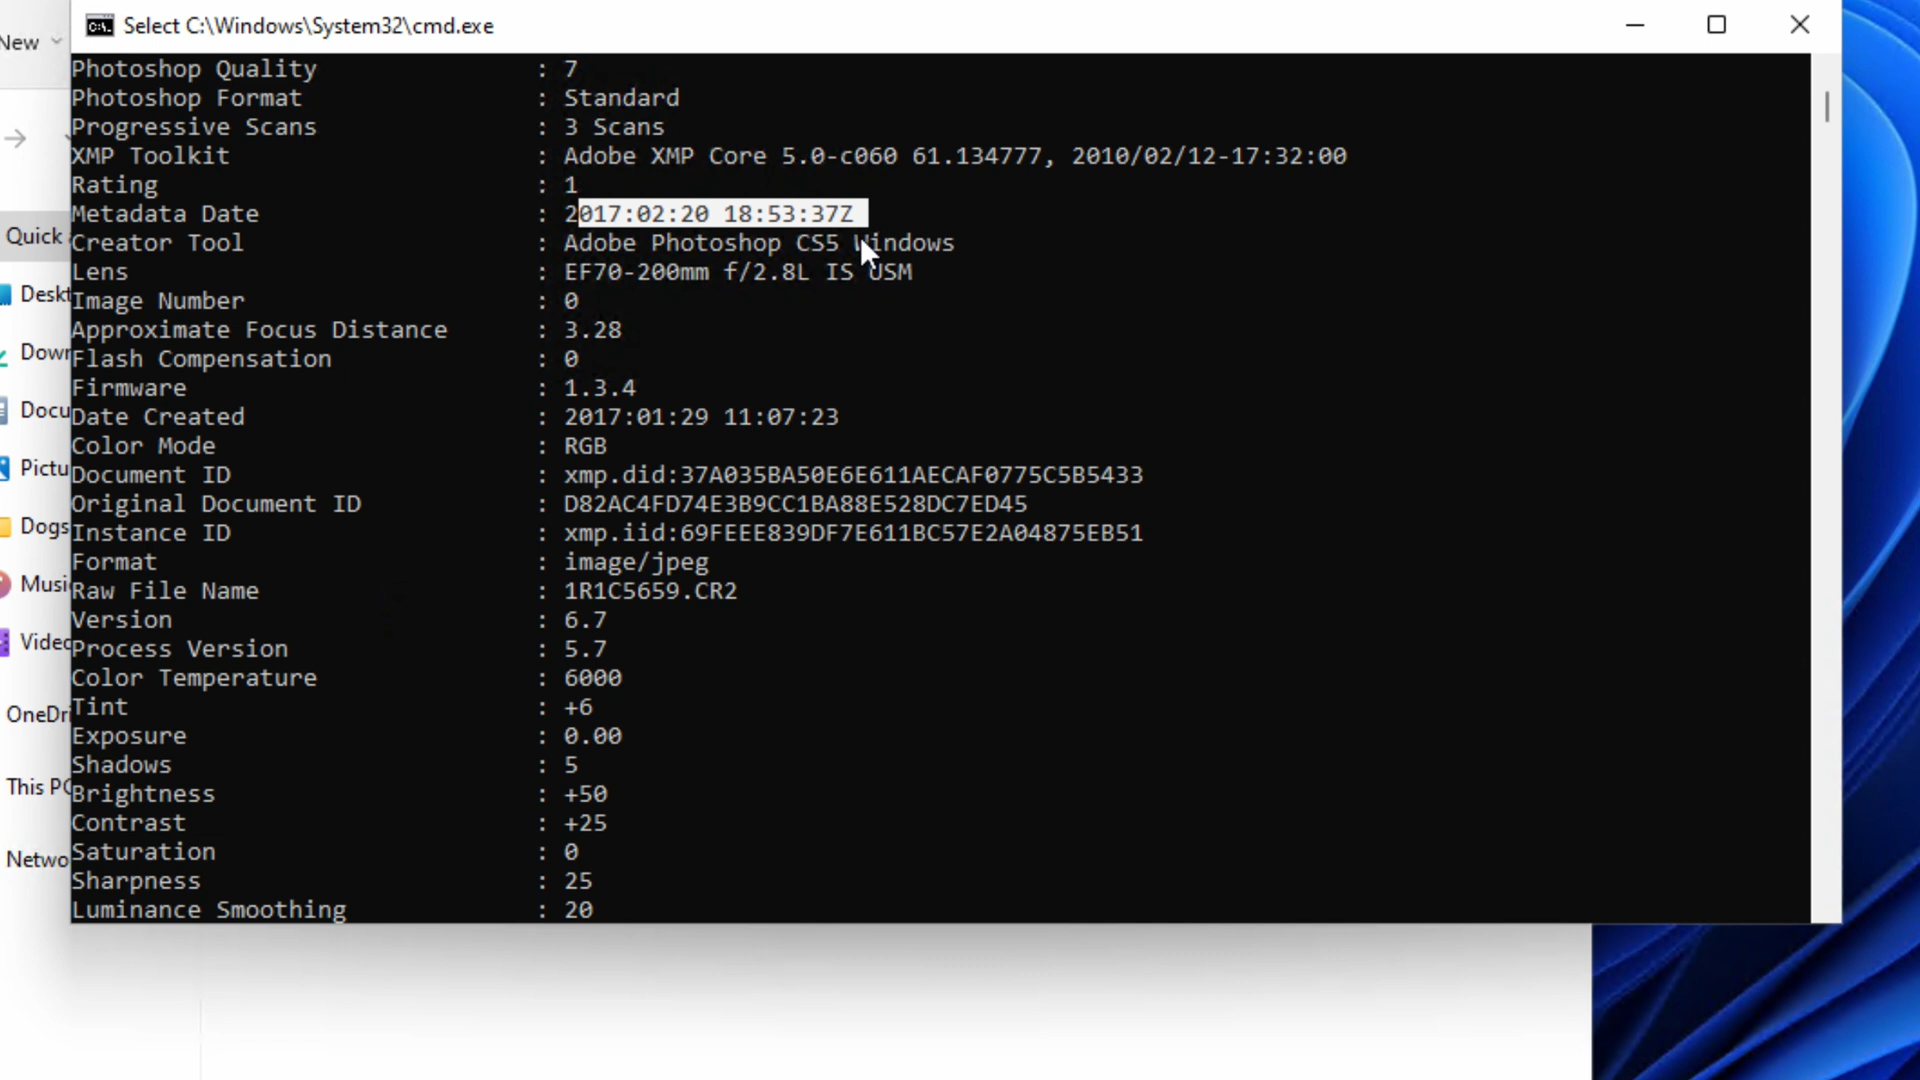 Select C:\Windows\System32\cmd.exe
New
Photoshop Quality : 7
Photoshop Format : Standard
Progressive Scans : 3 Scans
XMP Toolkit : Adobe XMP Core 5.0-c060 61.134777, 2010/02/12-17:32:00
Rating : 1
Metadata Date : 2017:02:20 18:53:37Z
Creator Tool : Adobe Photoshop CS5 Windows
Lens : EF70-200mm f/2.8L IS USM
Image Number : 0
Approximate Focus Distance : 3.28
Flash Compensation : 0
Firmware : 1.3.4
Date Created : 2017:01:29 11:07:23
Color Mode : RGB
Document ID : xmp.did:37A035BA50E6E611AECAF0775C5B5433
Original Document ID : D82AC4FD74E3B9CC1BA88E528DC7ED45
Instance ID : xmp.iid:69FEEE839DF7E611BC57E2A04875EB51
Format : image/jpeg
Raw File Name : 1R1C5659.CR2
Version : 6.7
Process Version : 5.7
Color Temperature : 6000
Tint : +6
Exposure : 0.00
Shadows : 5
Brightness : +50
Contrast : +25
Saturation : 0
Sharpness : 25
Luminance Smoothing : 20
Quick
Deskt
Down
Docu
Pictu
Dogs
Music
Video
OneDri
This PC
Netwo